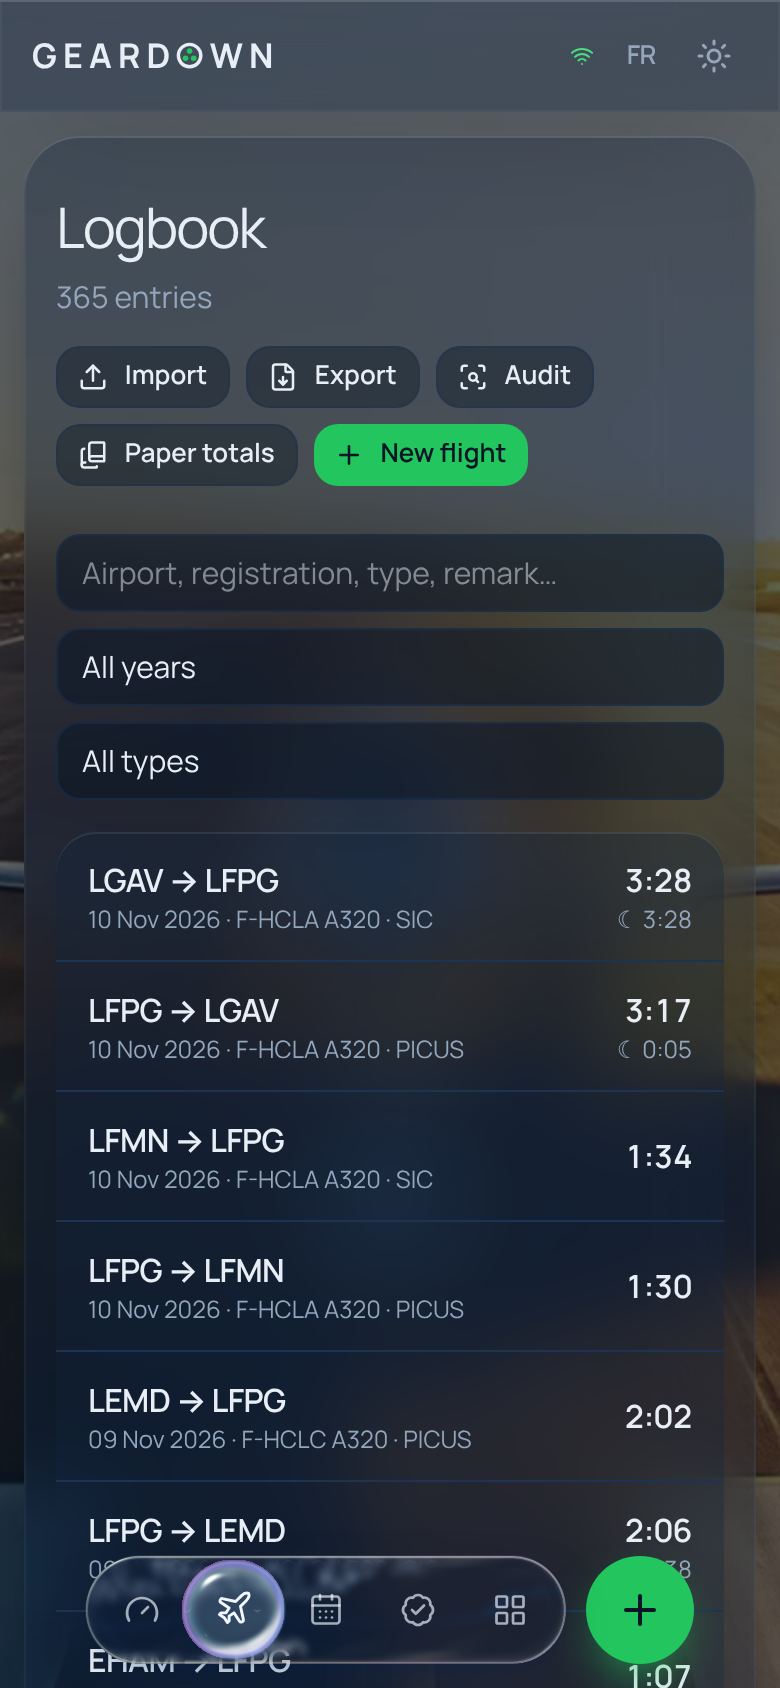 GEARDOWN
FR
Logbook
365 entries
Import
Export
Audit
Paper totals
New flight
Airport, registration, type, remark...
All years
All types
LGAV → LFPG 3:28
10 Nov 2026 · F-HCLA A320 · SIC ☾ 3:28
LFPG → LGAV 3:17
10 Nov 2026 · F-HCLA A320 · PICUS ☾ 0:05
LFMN → LFPG 1:34
10 Nov 2026 · F-HCLA A320 · SIC
LFPG → LFMN 1:30
10 Nov 2026 · F-HCLA A320 · PICUS
LEMD → LFPG 2:02
09 Nov 2026 · F-HCLC A320 · PICUS
LFPG → LEMD 2:06
EHAM → LFPG 1:07